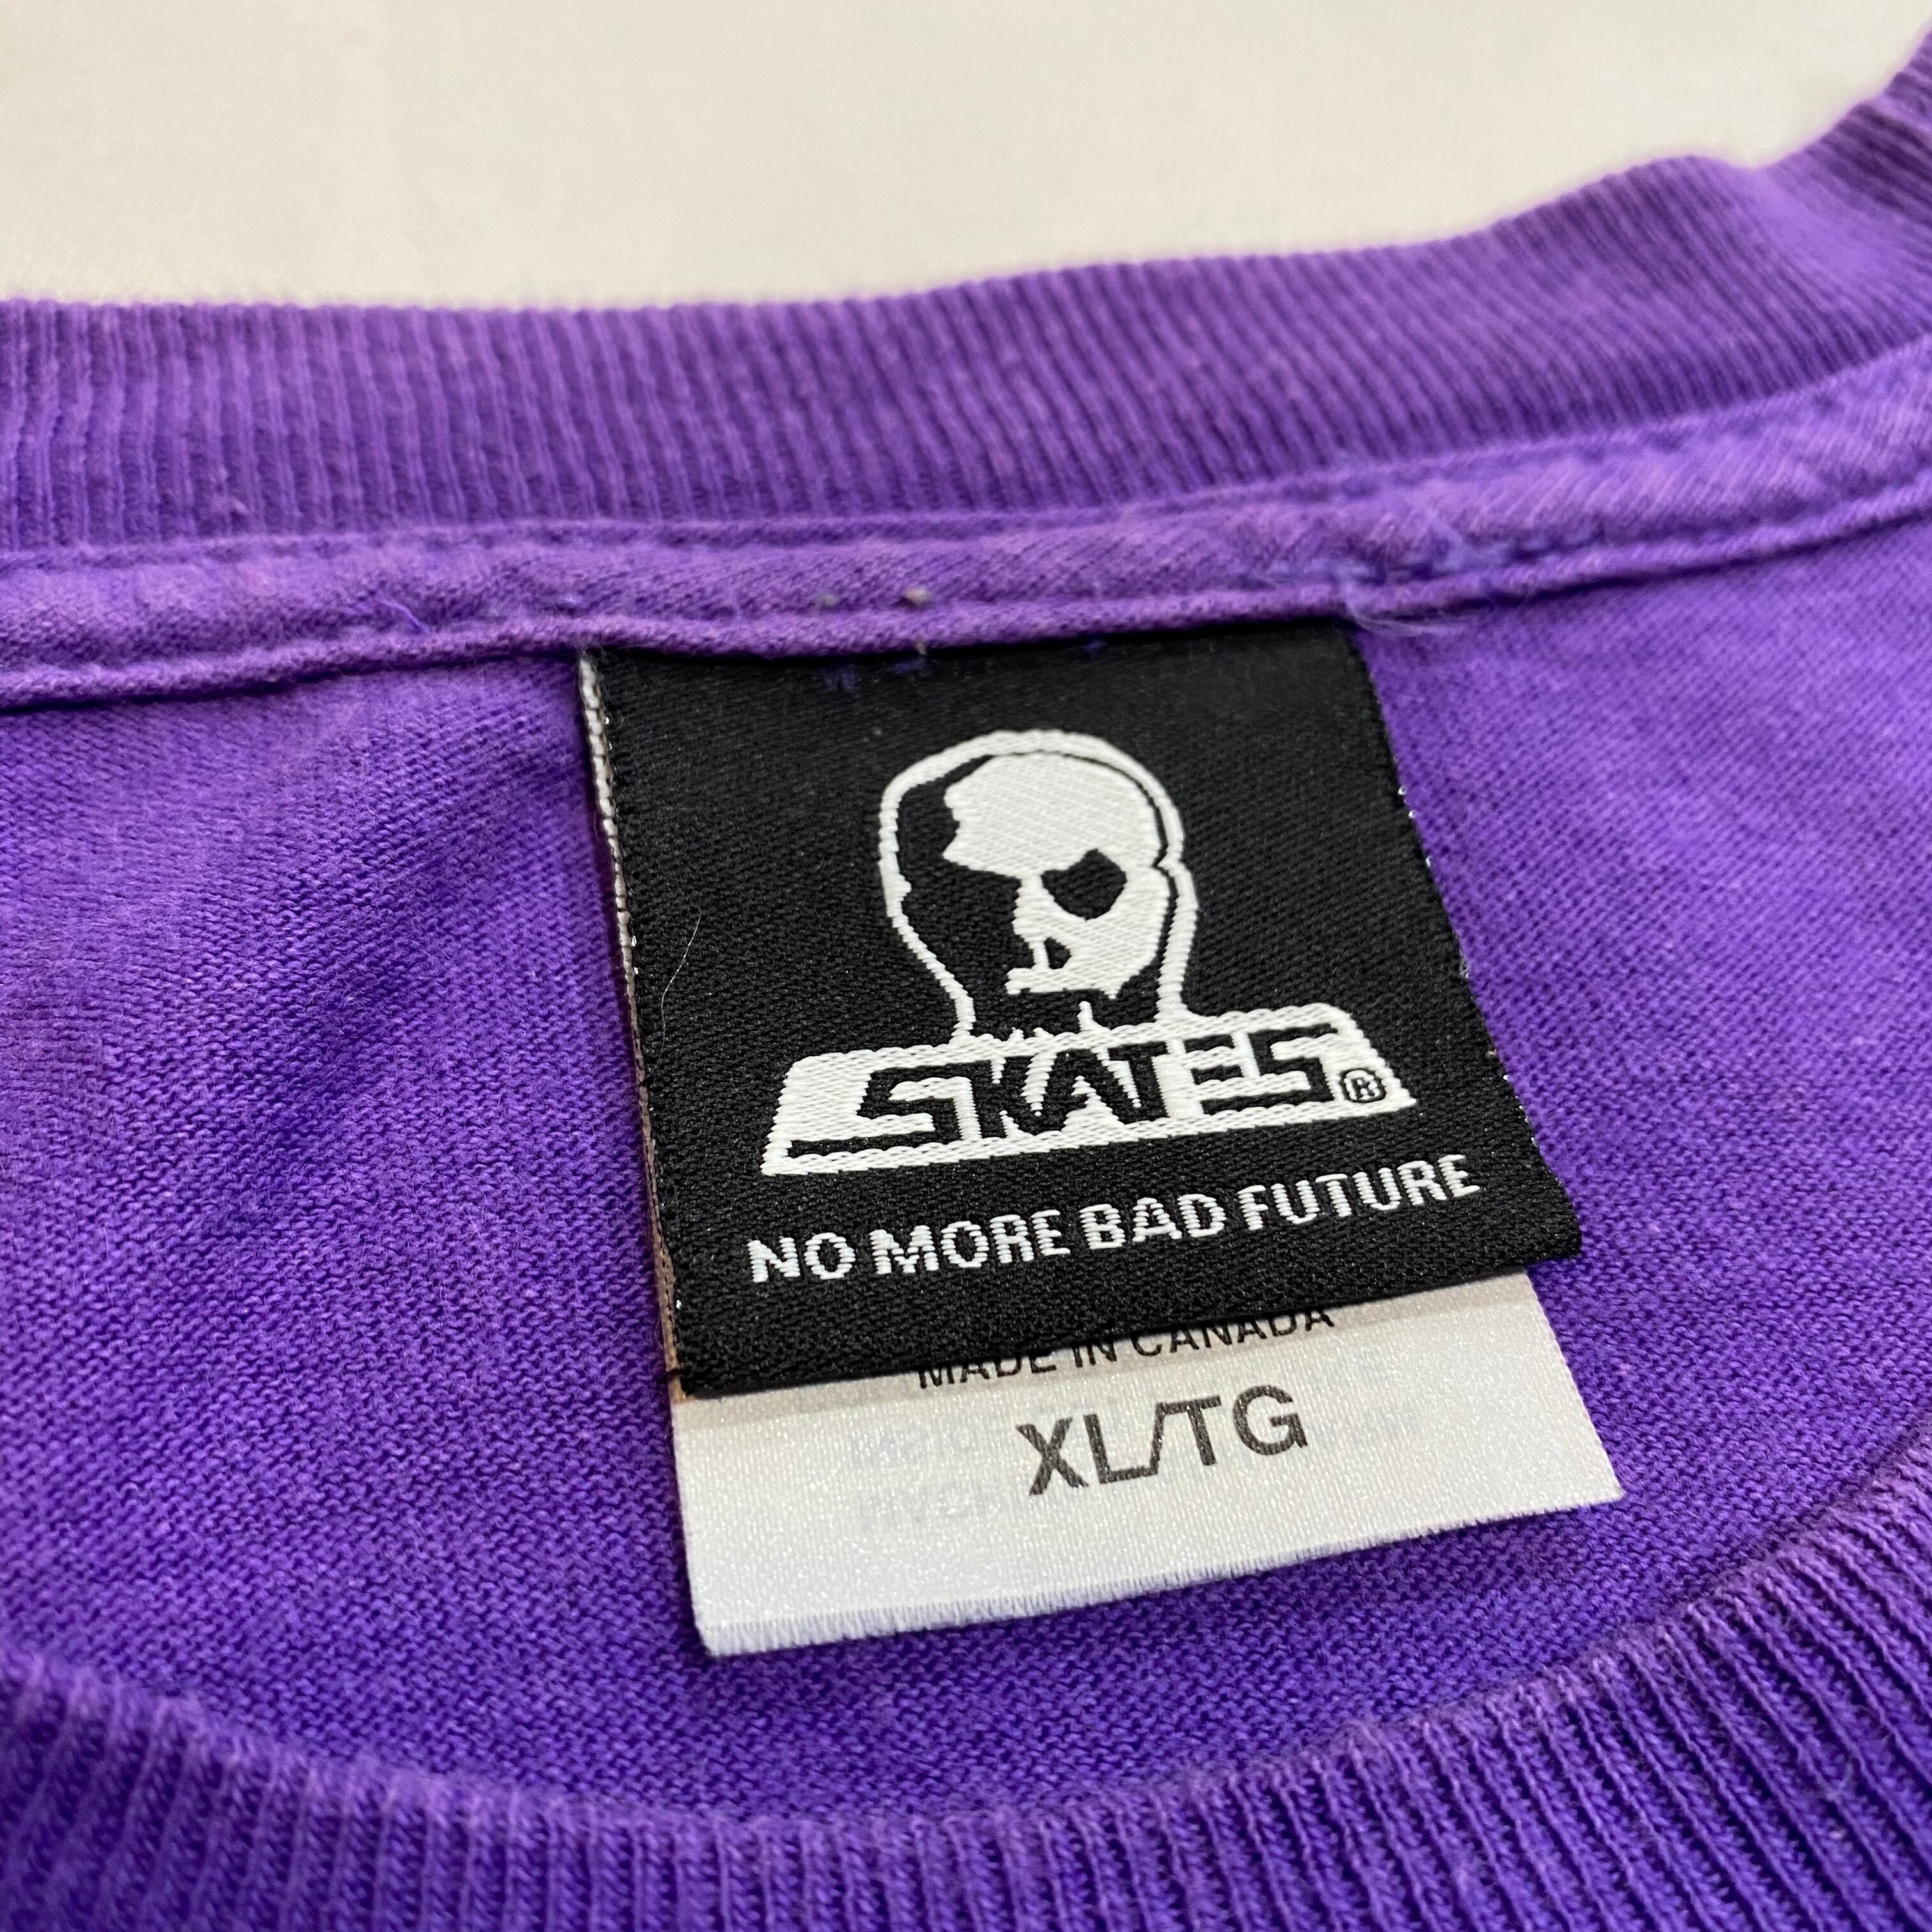 SKATES®
NO MORE BAD FUTURE
MADE IN CANADA
XL/TG